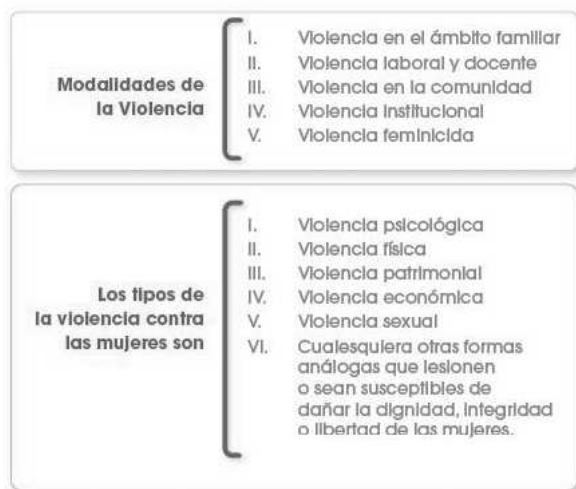 Modalidades de
la Violencia
I. Violencia en el ámbito familiar
II. Violencia laboral y docente
III. Violencia en la comunidad
IV. Violencia institucional
V. Violencia feminicida
Los tipos de
la violencia contra
las mujeres son
I. Violencia psicológica
II. Violencia física
III. Violencia patrimonial
IV. Violencia económica
V. Violencia sexual
VI. Cualesquiera otras formas
análogas que lesionen
o sean susceptibles de
dañar la dignidad, integridad
o libertad de las mujeres.